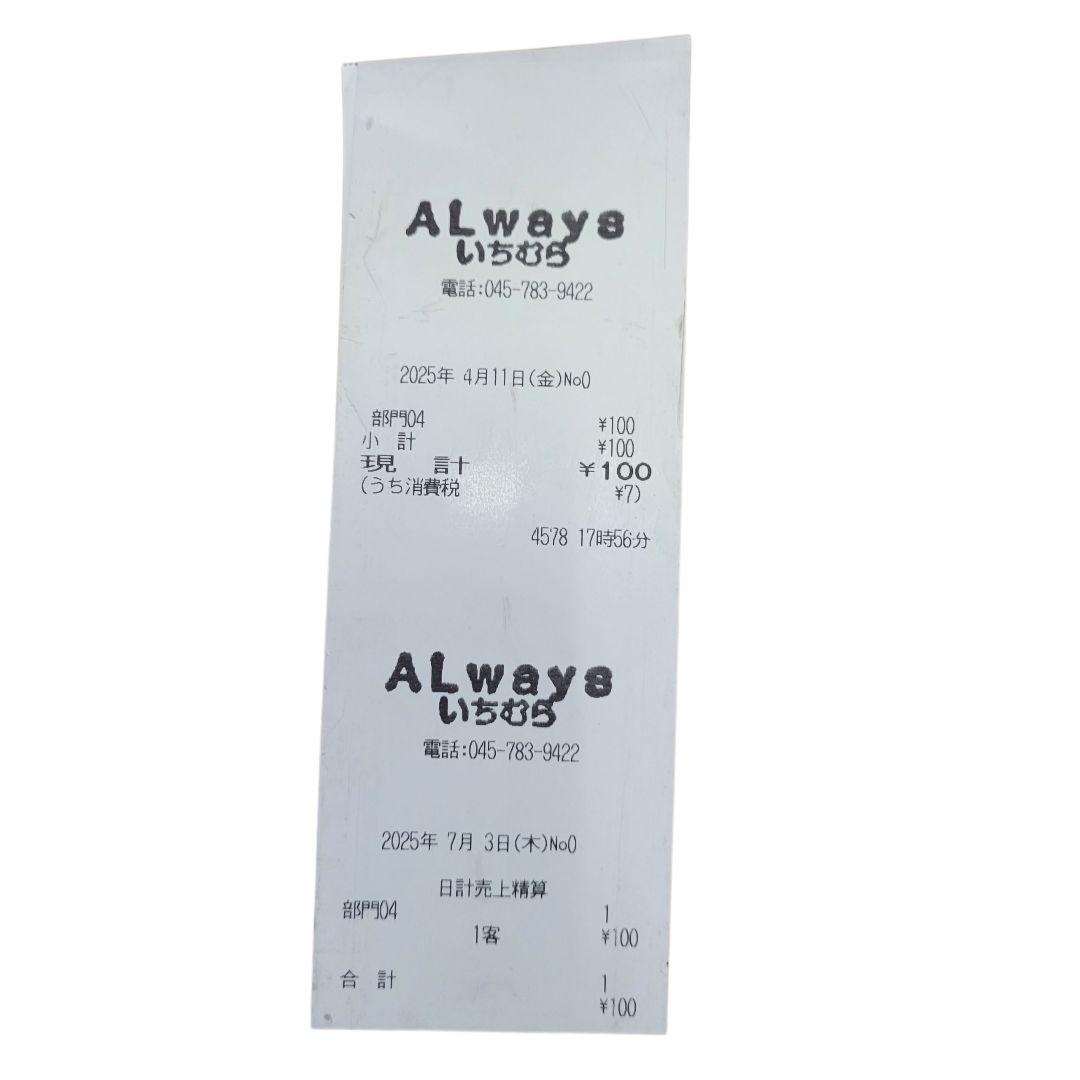 ALways
いちむら
電話:045-783-9422
2025年 4月11日(金)No0
部門04 ¥100
小 計 ¥100
現 計 ¥100
(うち消費税 ¥7)
4578 17時56分
ALways
いちむら
電話:045-783-9422
2025年 7月 3日(木)No0
日計売上精算
部門04 1
1客 ¥100
合 計 1
¥100